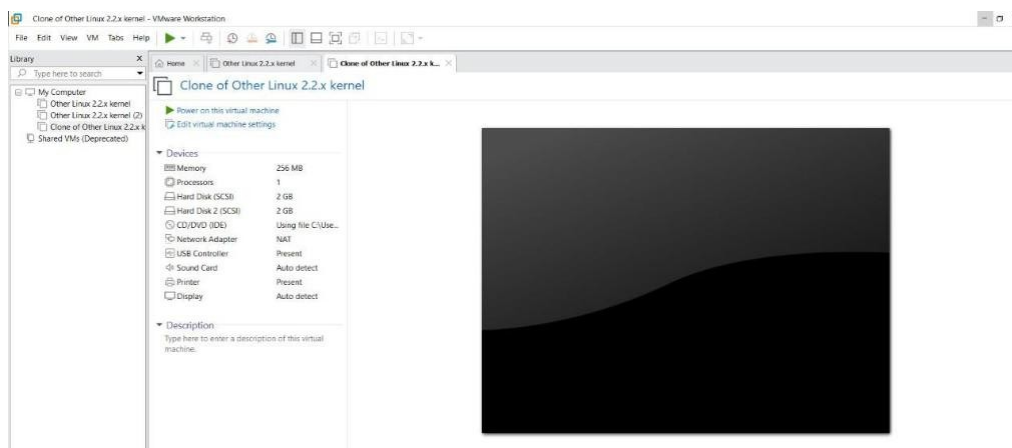 Clone of Other Linux 2.2.x kernel - VMware Workstation
File Edit View VM Tabs Help
Library X
Type here to search
My Computer
Other Linux 2.2.x kernel
Other Linux 2.2.x kernel (2)
Clone of Other Linux 2.2.x k
Shared VMs (Deprecated)
Home Other Linux 2.2.x kernel Clone of Other Linux 2.2.x k...
Clone of Other Linux 2.2.x kernel
Power on this virtual machine
Edit virtual machine settings
Devices
Memory 256 MB
Processors 1
Hard Disk (SCSI) 2 GB
Hard Disk 2 (SCSI) 2 GB
CD/DVD (IDE) Using file C:\Use...
Network Adapter NAT
USB Controller Present
Sound Card Auto detect
Printer Present
Display Auto detect
Description
Type here to enter a description of this virtual
machine.